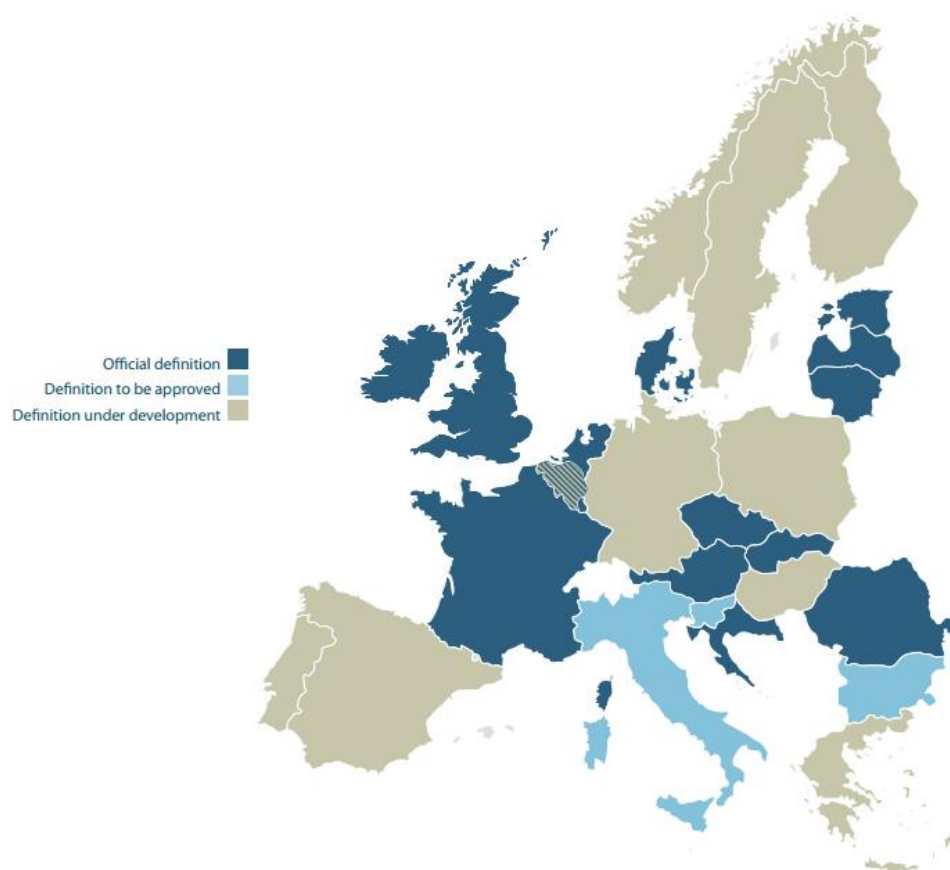 Official definition
Definition to be approved
Definition under development